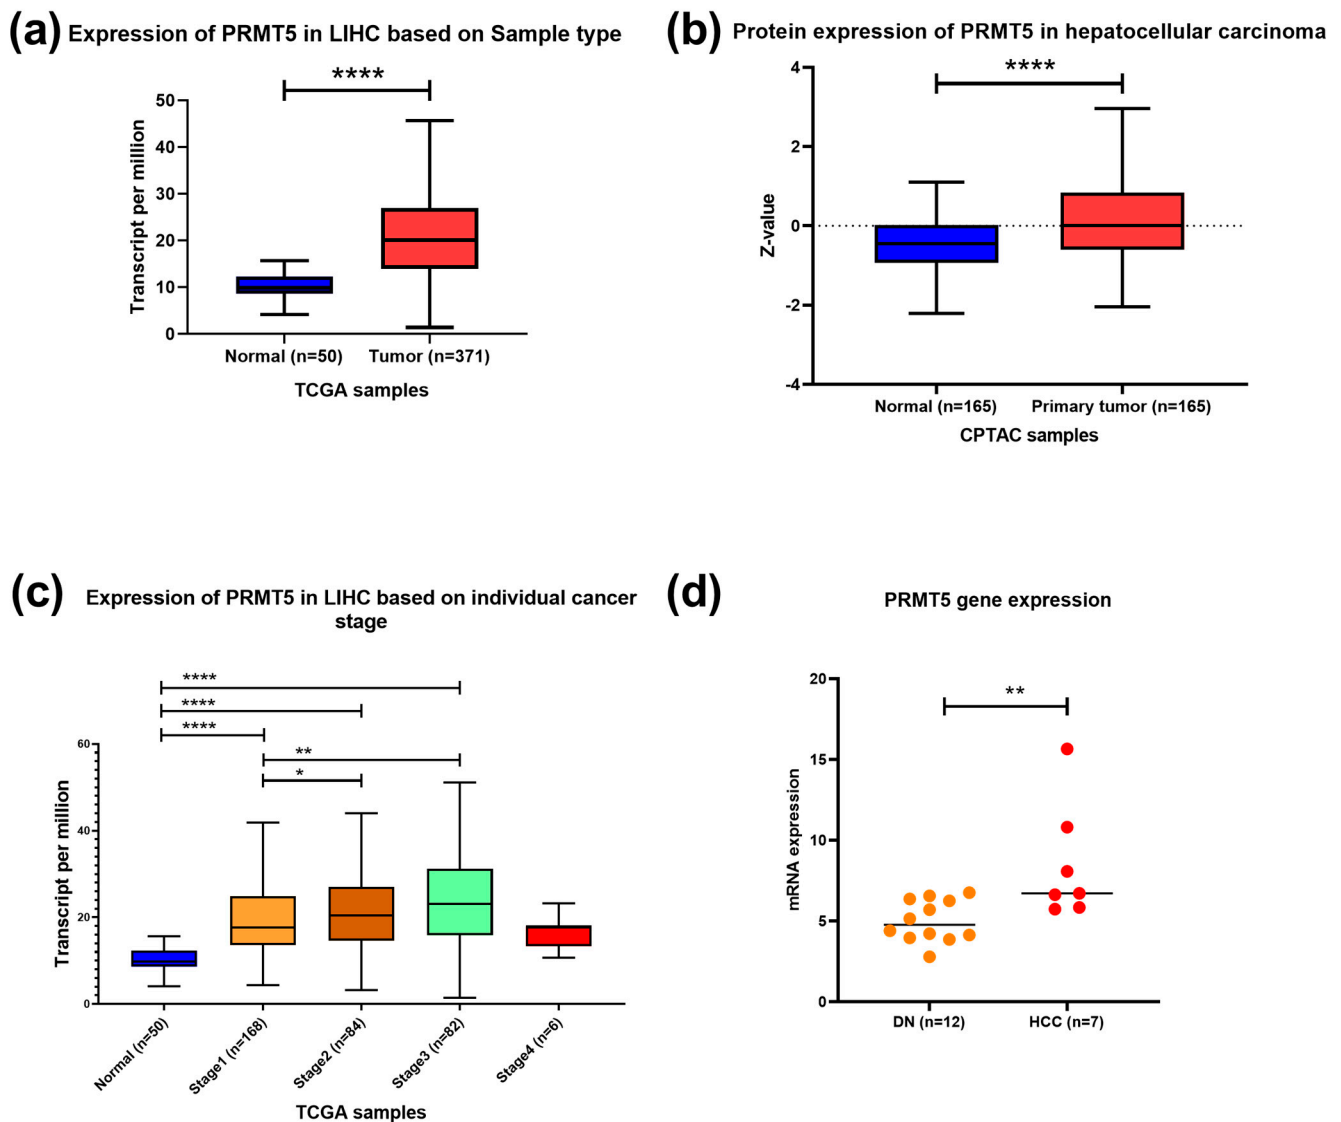 (a) Expression of PRMT5 in LIHC based on Sample type
****
Transcript per million
50
40
30
20
10
0
Normal (n=50) Tumor (n=371)
TCGA samples
(b) Protein expression of PRMT5 in hepatocellular carcinoma
****
Z-value
4
2
0
-2
-4
Normal (n=165) Primary tumor (n=165)
CPTAC samples
(c) Expression of PRMT5 in LIHC based on individual cancer
stage
****
****
****
**
*
Transcript per million
60
40
20
0
Normal (n=50) Stage1 (n=168) Stage2 (n=84) Stage3 (n=82) Stage4 (n=6)
TCGA samples
(d) PRMT5 gene expression
**
mRNA expression
20
15
10
5
0
DN (n=12) HCC (n=7)